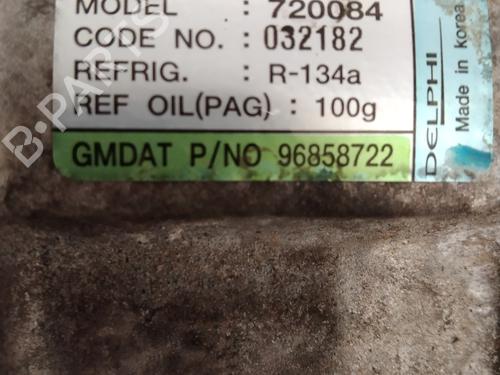 MODEL : 720084
CODE NO. : 032182
REFRIG. : R-134a
REF OIL(PAG) : 100g
GMDAT P/NO 96858722
DELPHI
Made in Korea
B-PARTS